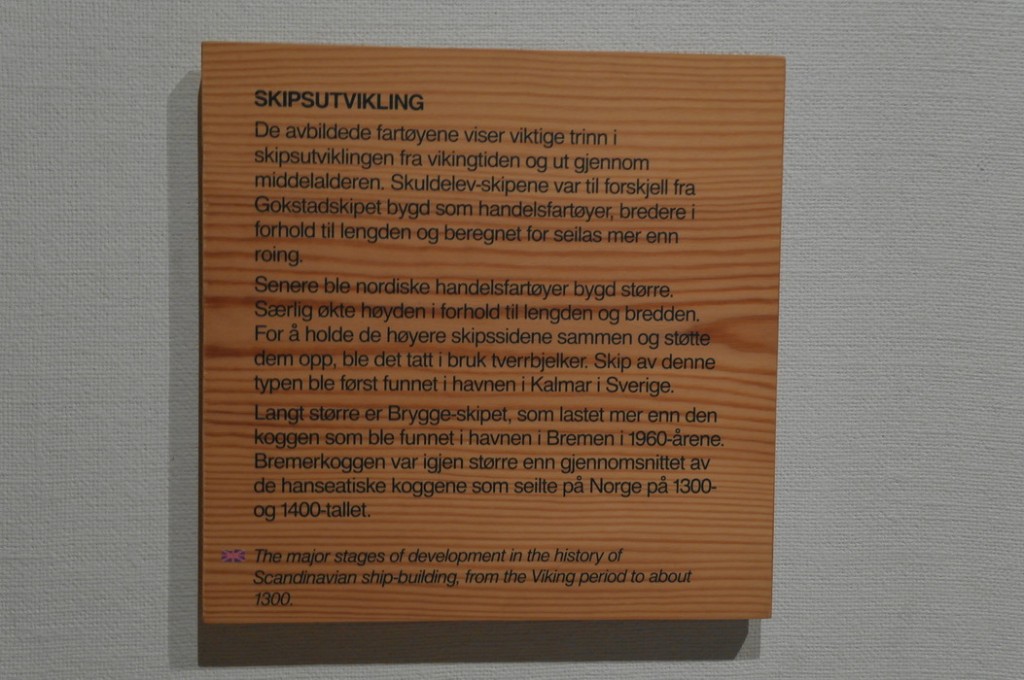 SKIPSUTVIKLING
De avbildede fartøyene viser viktige trinn i
skipsutviklingen fra vikingtiden og ut gjennom
middelalderen. Skuldelev-skipene var til forskjell fra
Gokstadskipet bygd som handelsfartøyer, bredere i
forhold til lengden og beregnet for seilas mer enn
roing.
Senere ble nordiske handelsfartøyer bygd større.
Særlig økte høyden i forhold til lengden og bredden.
For å holde de høyere skipssidene sammen og støtte
dem opp, ble det tatt i bruk tverrbjelker. Skip av denne
typen ble først funnet i havnen i Kalmar i Sverige.
Langt større er Brygge-skipet, som lastet mer enn den
koggen som ble funnet i havnen i Bremen i 1960-årene.
Bremerkoggen var igjen større enn gjennomsnittet av
de hanseatiske koggene som seilte på Norge på 1300-
og 1400-tallet.
The major stages of development in the history of
Scandinavian ship-building, from the Viking period to about
1300.